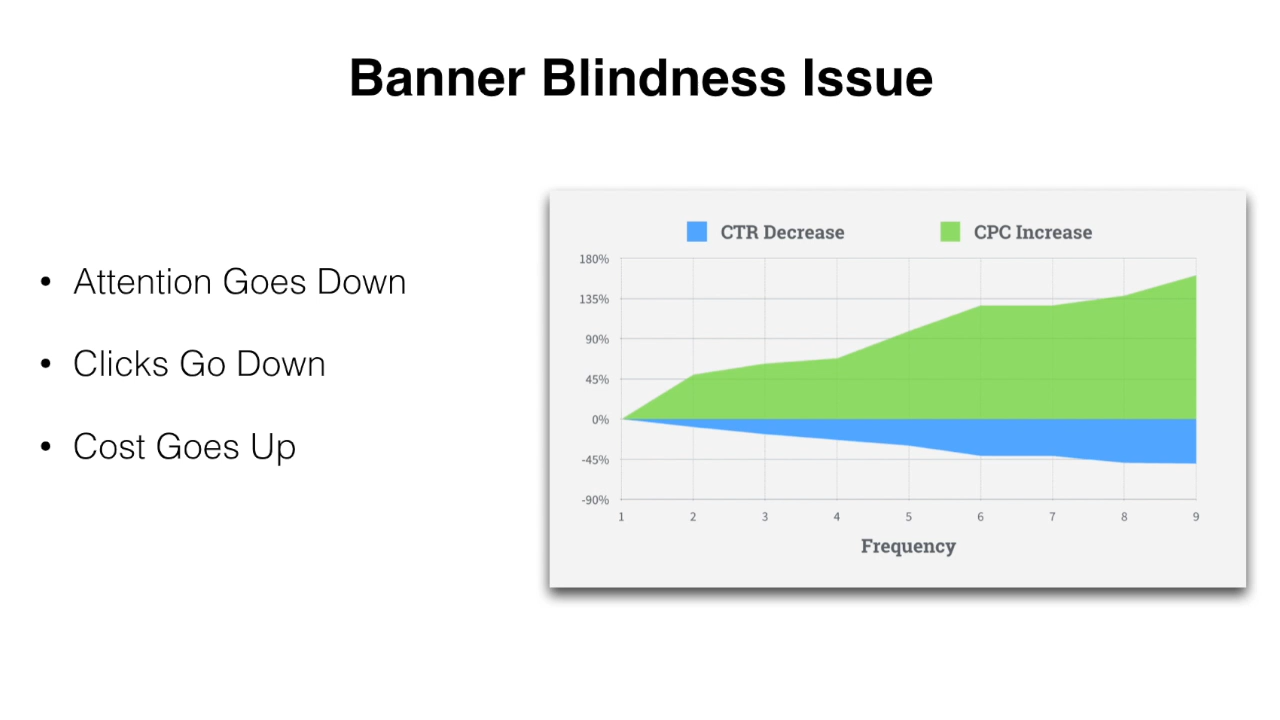 Banner Blindness Issue
• Attention Goes Down
• Clicks Go Down
• Cost Goes Up
CTR Decrease CPC Increase
180%
135%
90%
45%
0%
-45%
-90%
1 2 3 4 5 6 7 8 9
Frequency